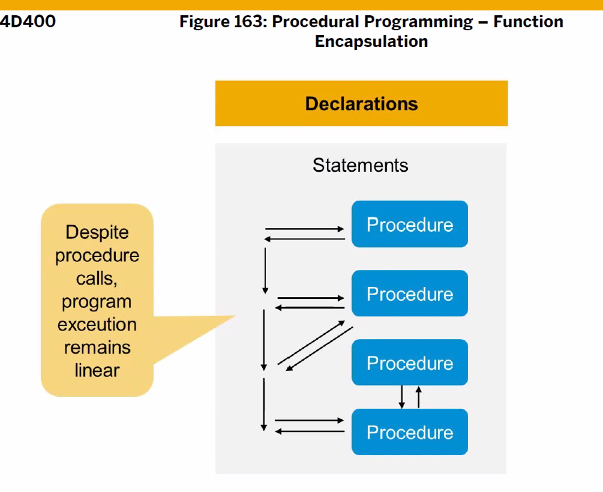 4D400
Figure 163: Procedural Programming – Function
Encapsulation
Declarations
Statements
Despite
procedure
calls,
program
exceution
remains
linear
Procedure
Procedure
Procedure
Procedure